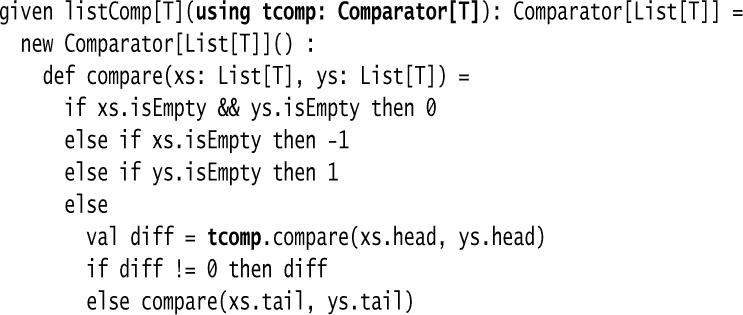 given listComp[T](using tcomp: Comparator[T]): Comparator[List[T]] =
  new Comparator[List[T]]() :
    def compare(xs: List[T], ys: List[T]) =
      if xs.isEmpty && ys.isEmpty then 0
      else if xs.isEmpty then -1
      else if ys.isEmpty then 1
      else
        val diff = tcomp.compare(xs.head, ys.head)
        if diff != 0 then diff
        else compare(xs.tail, ys.tail)